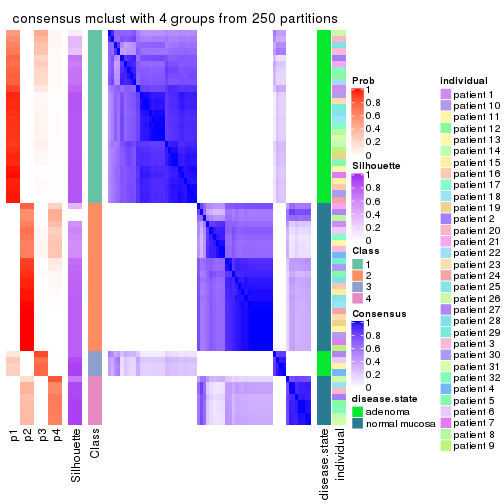 consensus mclust with 4 groups from 250 partitions
Prob
1
0.8
0.6
0.4
0.2
0
Silhouette
1
0.8
0.6
0.4
0.2
0
Class
1
2
3
4
Consensus
1
0.8
0.6
0.4
0.2
0
disease.state
adenoma
normal mucosa
individual
patient 1
patient 10
patient 11
patient 12
patient 13
patient 14
patient 15
patient 16
patient 17
patient 18
patient 19
patient 2
patient 20
patient 21
patient 22
patient 23
patient 24
patient 25
patient 26
patient 27
patient 28
patient 29
patient 3
patient 30
patient 31
patient 32
patient 4
patient 5
patient 6
patient 7
patient 8
patient 9
p1
p2
p3
p4
Silhouette
Class
disease.state
individual